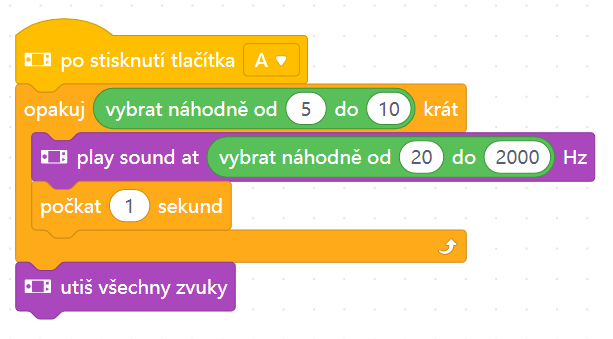 po stisknutí tlačítka A
opakuj vybrat náhodně od 5 do 10 krát
play sound at vybrat náhodně od 20 do 2000 Hz
počkat 1 sekund
utiš všechny zvuky